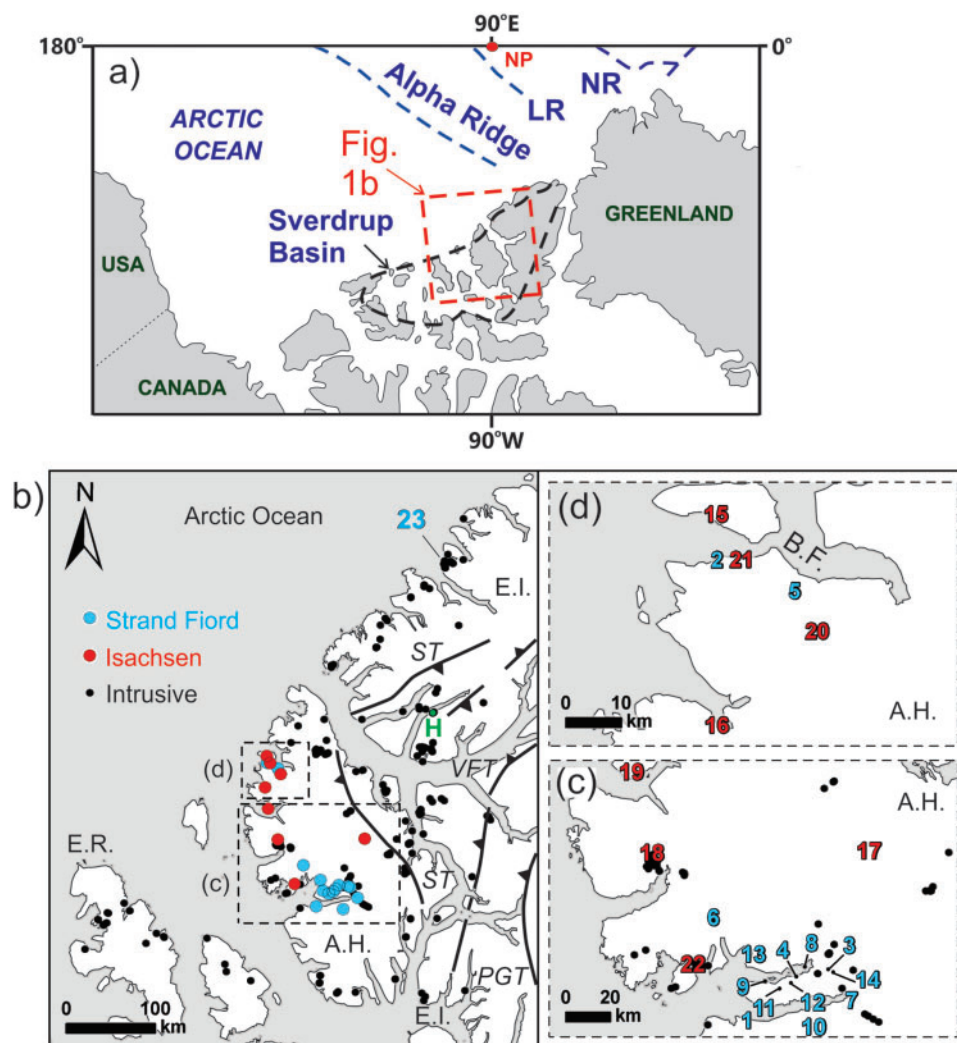 90°E
180°
0°
a)
NP
NR
LR
Alpha Ridge
ARCTIC
OCEAN
Fig.
1b
Sverdrup
Basin
GREENLAND
USA
CANADA
90°W
b)
N
Arctic Ocean
23
E.I.
Strand Fiord
Isachsen
Intrusive
ST
H
VFT
(d)
E.R.
(c)
ST
A.H.
PGT
E.I.
0 100
km
(d)
15
B.F.
2 21
5
20
0 10
km
16
A.H.
(c)
19
A.H.
18
17
6
22
13 4 8 3
9
14
11 12 7
1 10
0 20
km